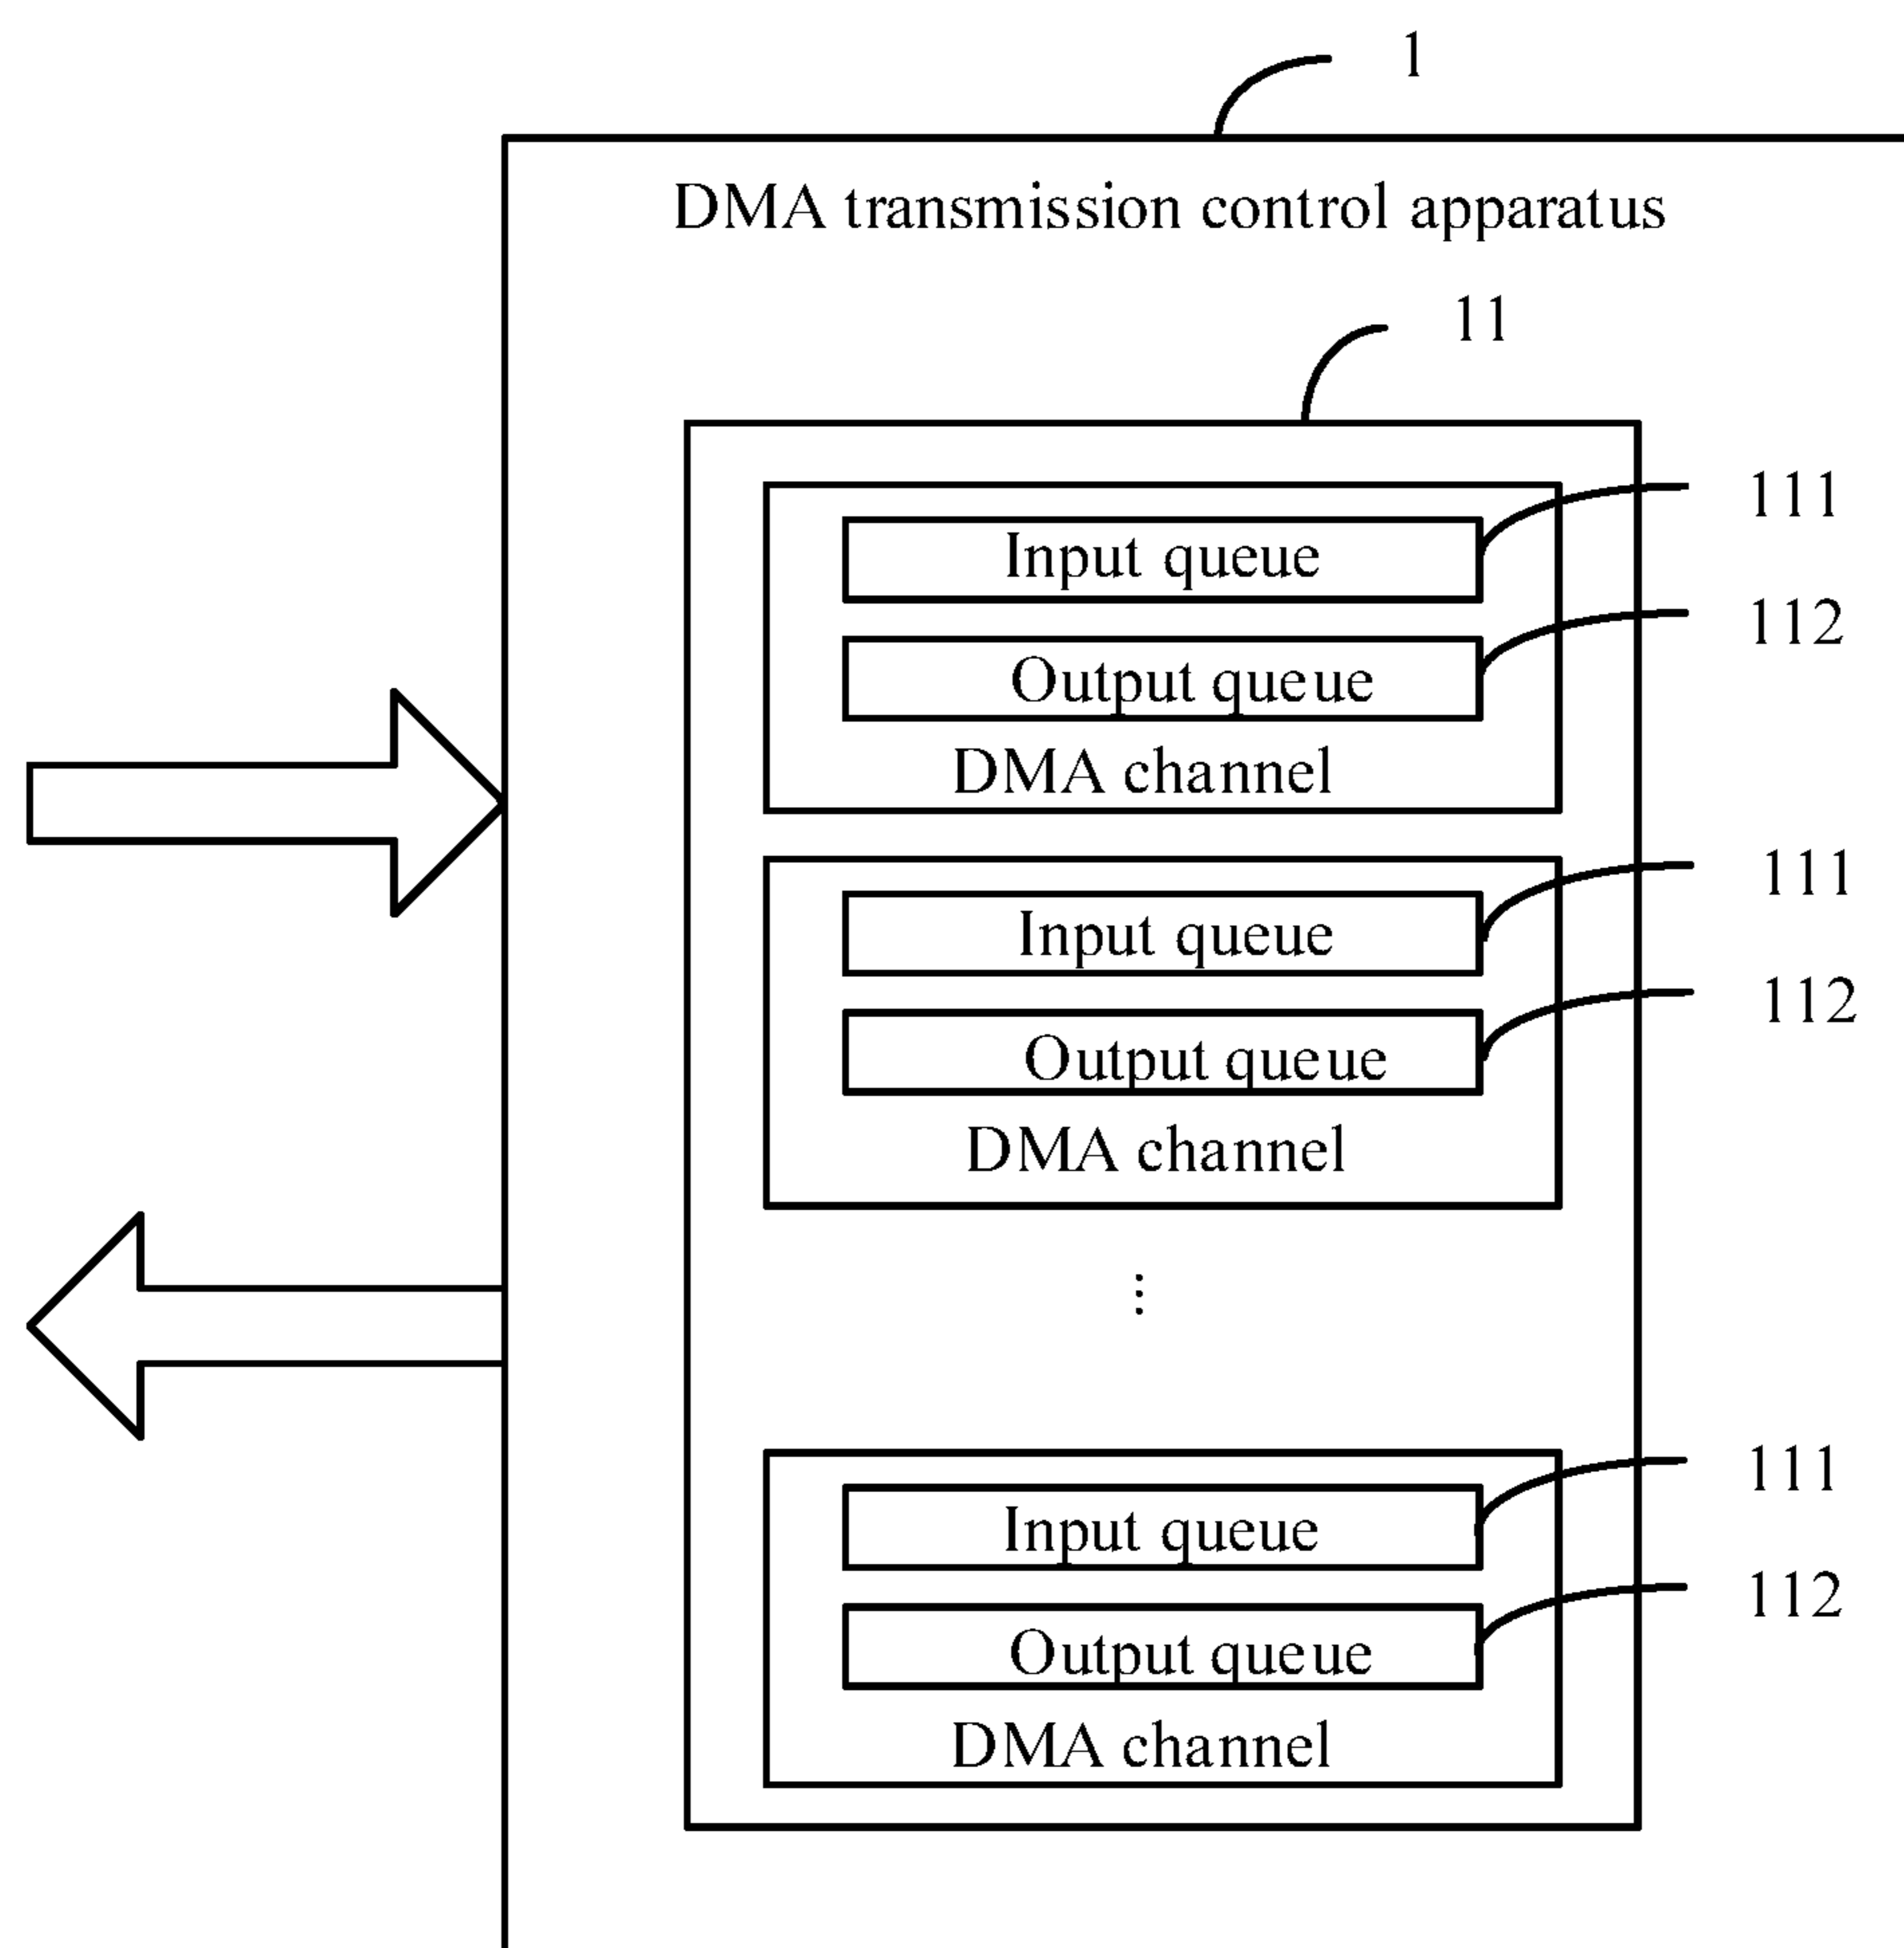 1
DMA transmission control apparatus
11
111
Input queue
112
Output queue
DMA channel
111
Input queue
112
Output queue
DMA channel
⋮
111
Input queue
112
Output queue
DMA channel